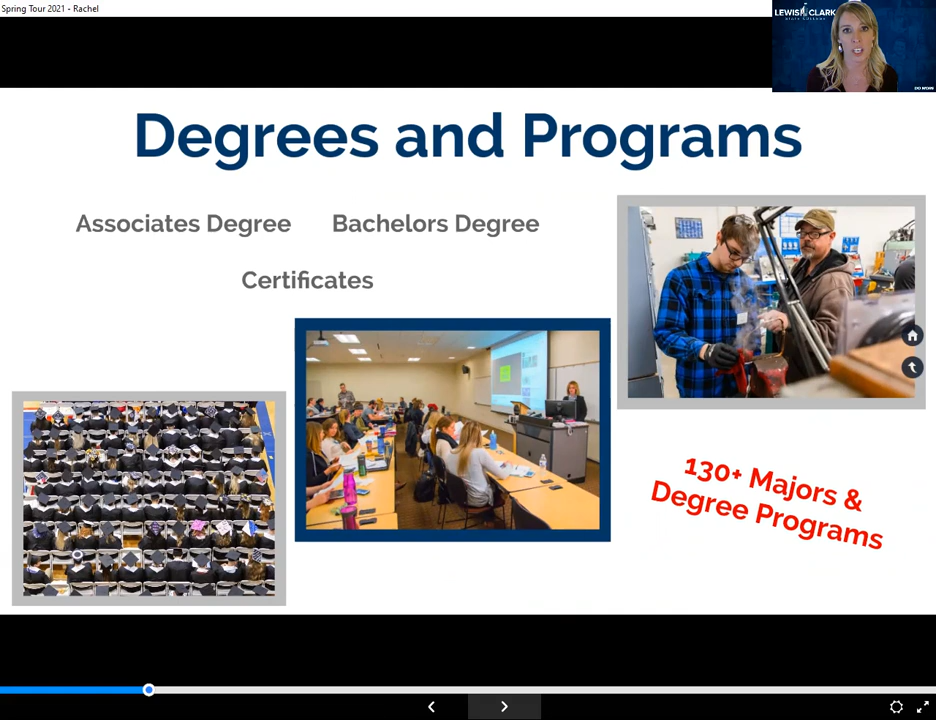 Spring Tour 2021 - Rachel
LEWIS CLARK
STATE COLLEGE
Degrees and Programs
Associates Degree Bachelors Degree
Certificates
130+ Majors &
Degree Programs